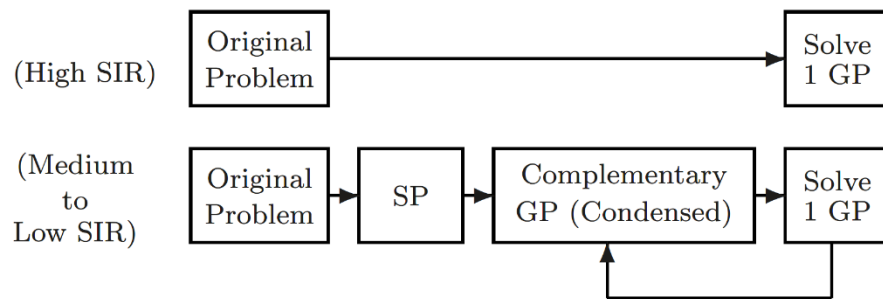 (High SIR)
Original
Problem
Solve
1 GP
(Medium
to
Low SIR)
Original
Problem
SP
Complementary
GP (Condensed)
Solve
1 GP